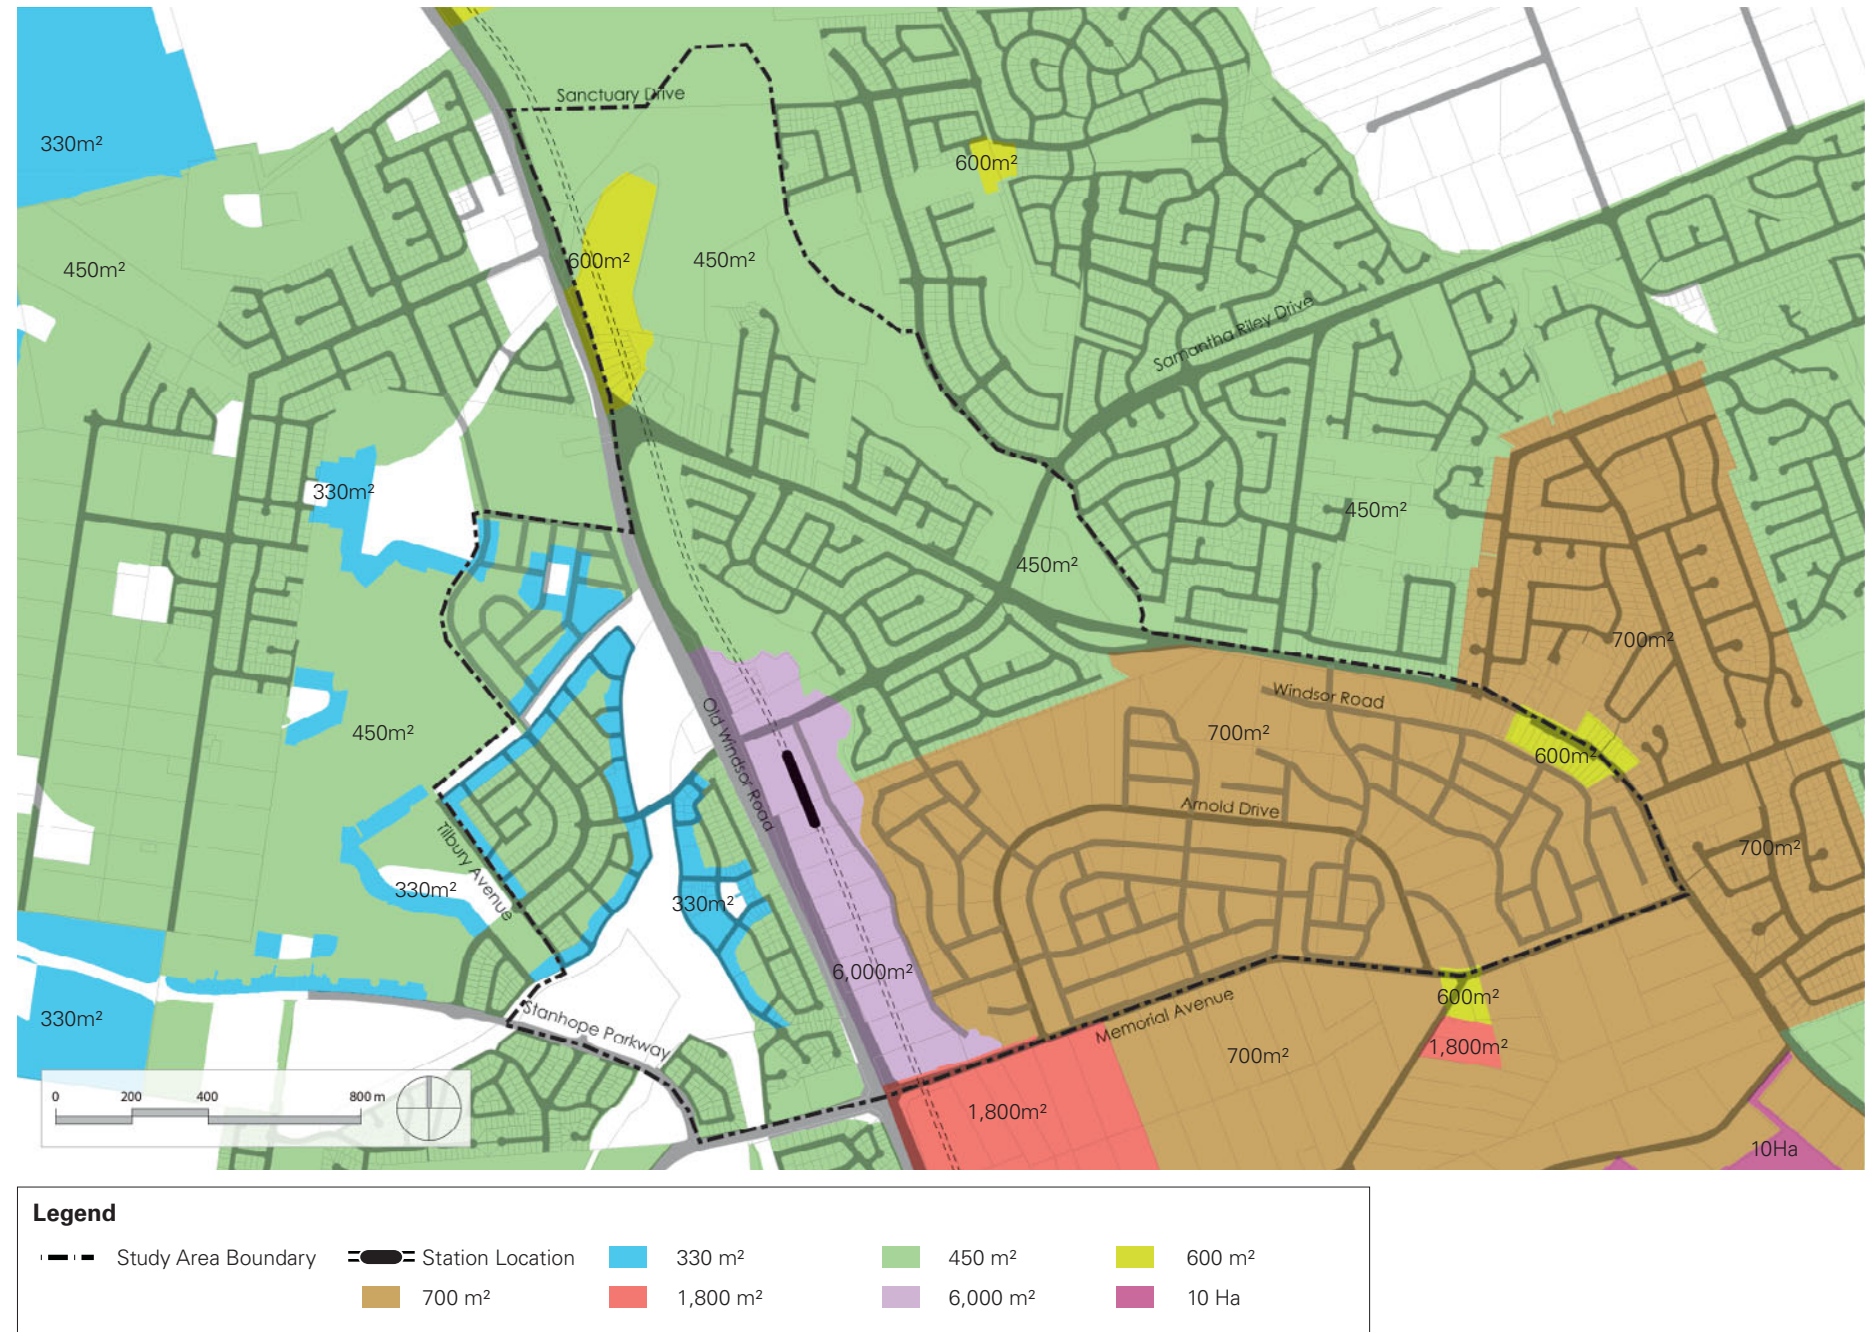 Sanctuary Drive
330m²
600m²
450m²
600m²
450m²
Samantha Riley Drive
330m²
450m²
450m²
700m²
Old Windsor Road
Windsor Road
450m²
700m²
600m²
Arnold Drive
700m²
Tilbury Avenue
330m²
330m²
6,000m²
Memorial Avenue
600m²
330m²
Stanhope Parkway
700m²
1,800m²
1,800m²
10Ha
0 200 400 800 m
Legend
Study Area Boundary
Station Location
330 m²
450 m²
600 m²
700 m²
1,800 m²
6,000 m²
10 Ha